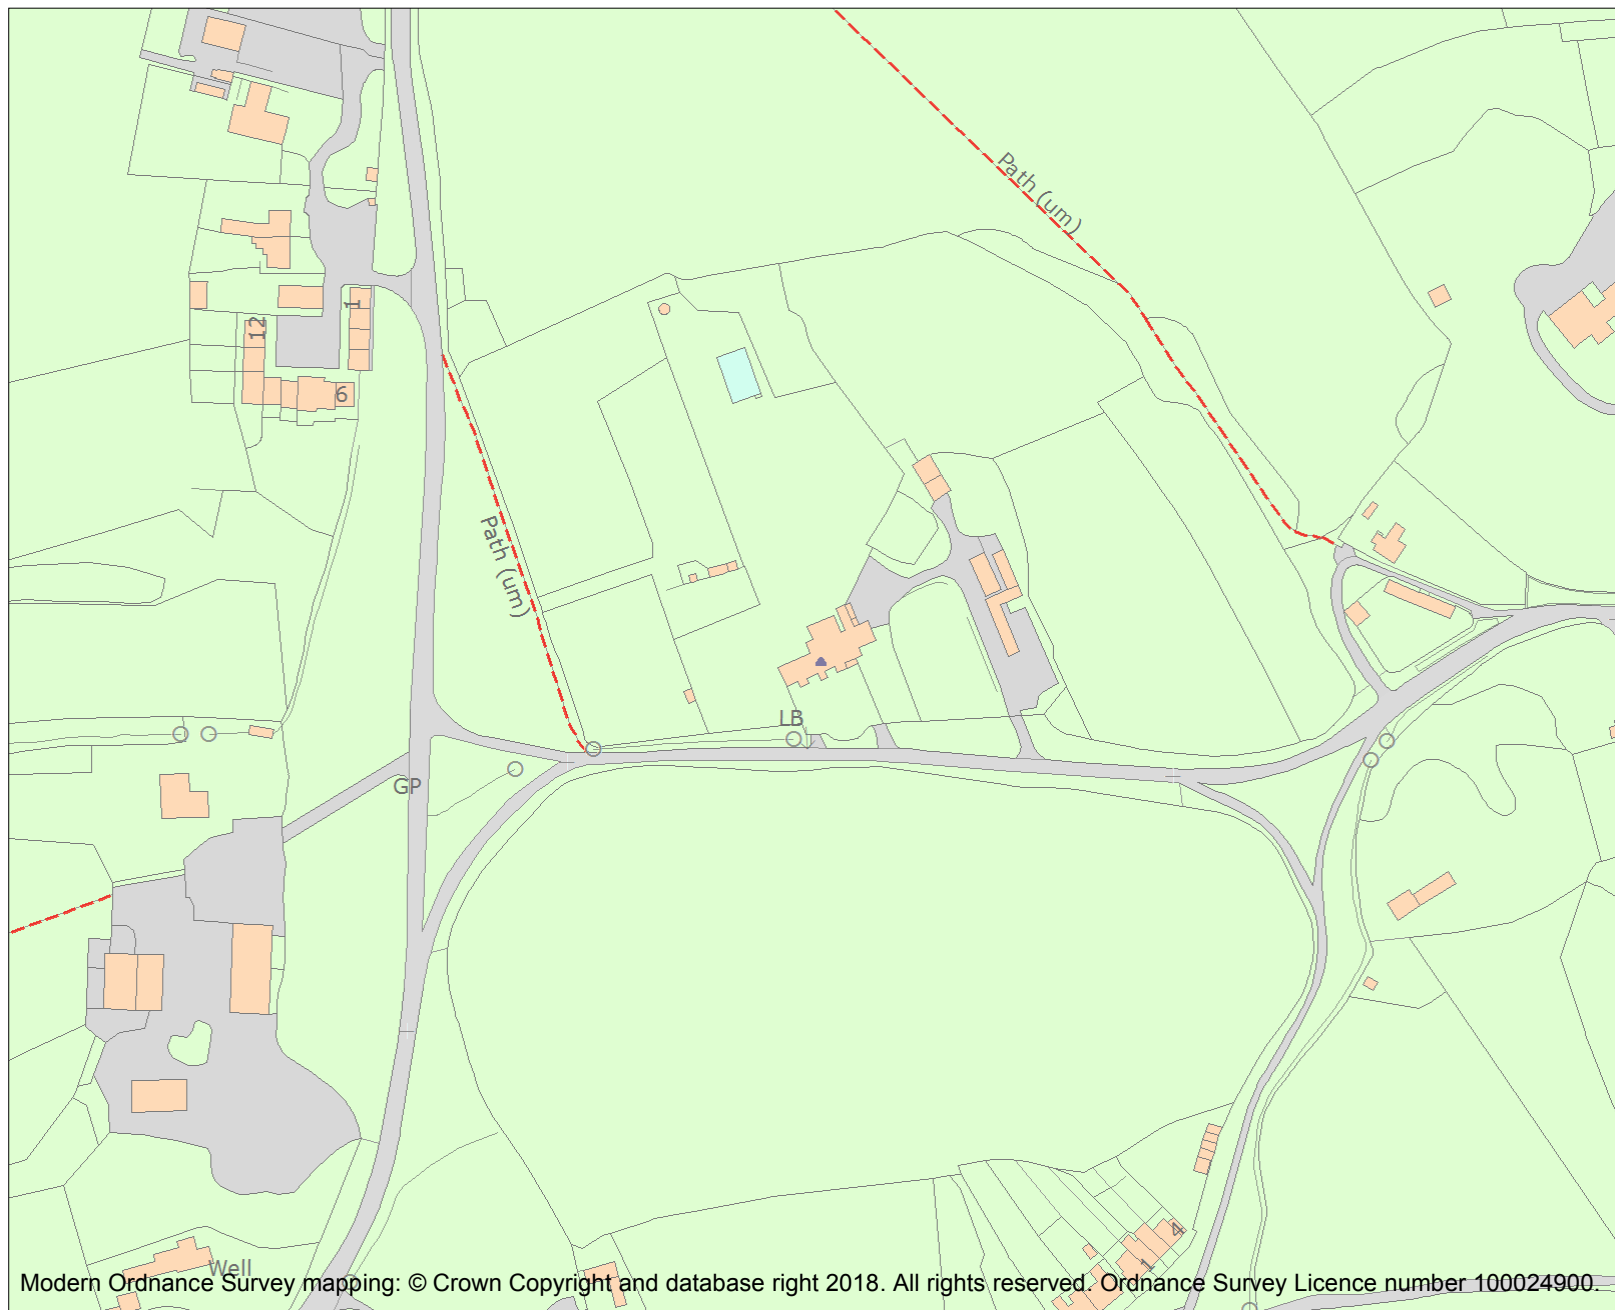 Path (um)
1
12
6
Path (um)
LB
GP
4
1
Well
Modern Ordnance Survey mapping: © Crown Copyright and database right 2018. All rights reserved. Ordnance Survey Licence number 100024900.